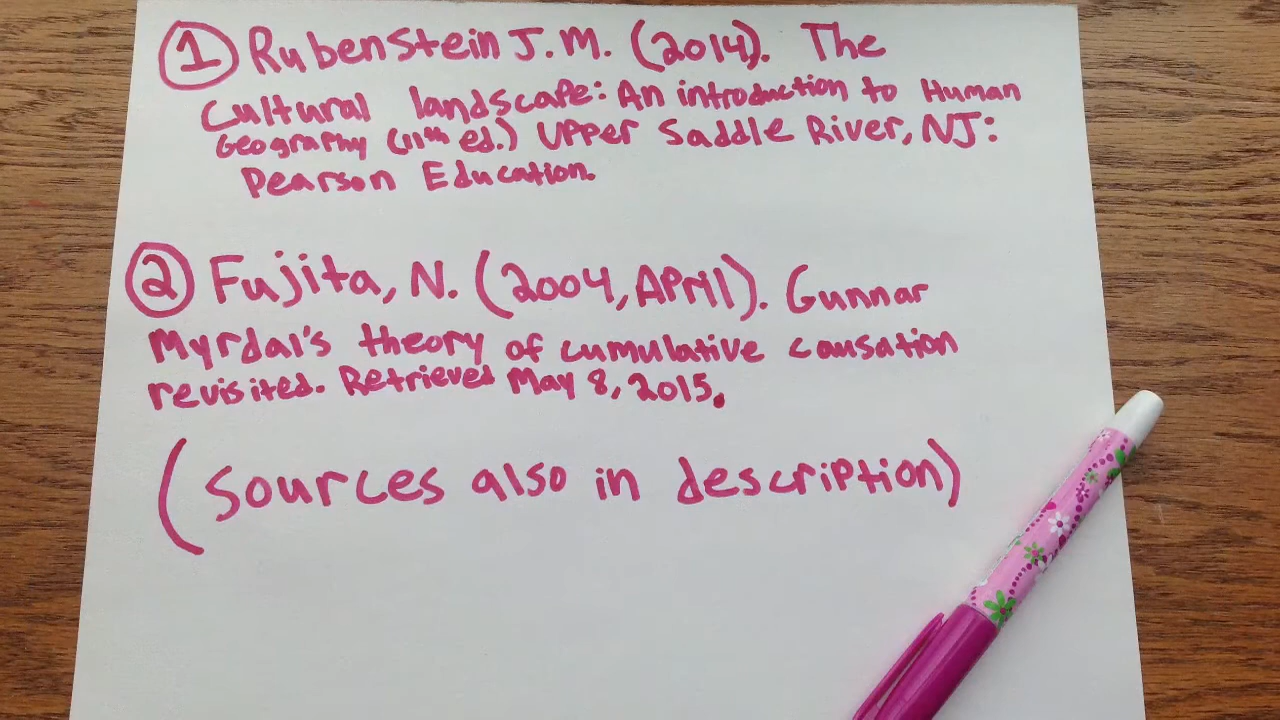 ① Rubenstein J.M. (2014). The
Cultural landscape: An introduction to Human
Geography (11th ed.) Upper Saddle River, NJ:
Pearson Education.
② Fujita, N. (2004, April). Gunnar
Myrdal's theory of cumulative causation
revisited. Retrieved May 8, 2015.
(Sources also in description)